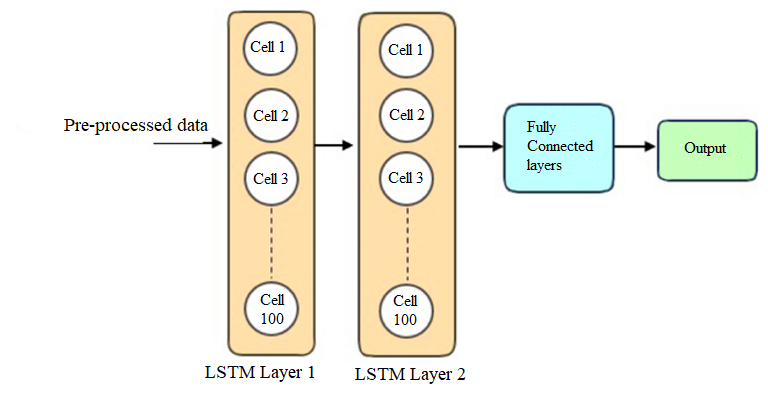 Pre-processed data
Cell 1
Cell 2
Cell 3
Cell
100
LSTM Layer 1
Cell 1
Cell 2
Cell 3
Cell
100
LSTM Layer 2
Fully
Connected
layers
Output